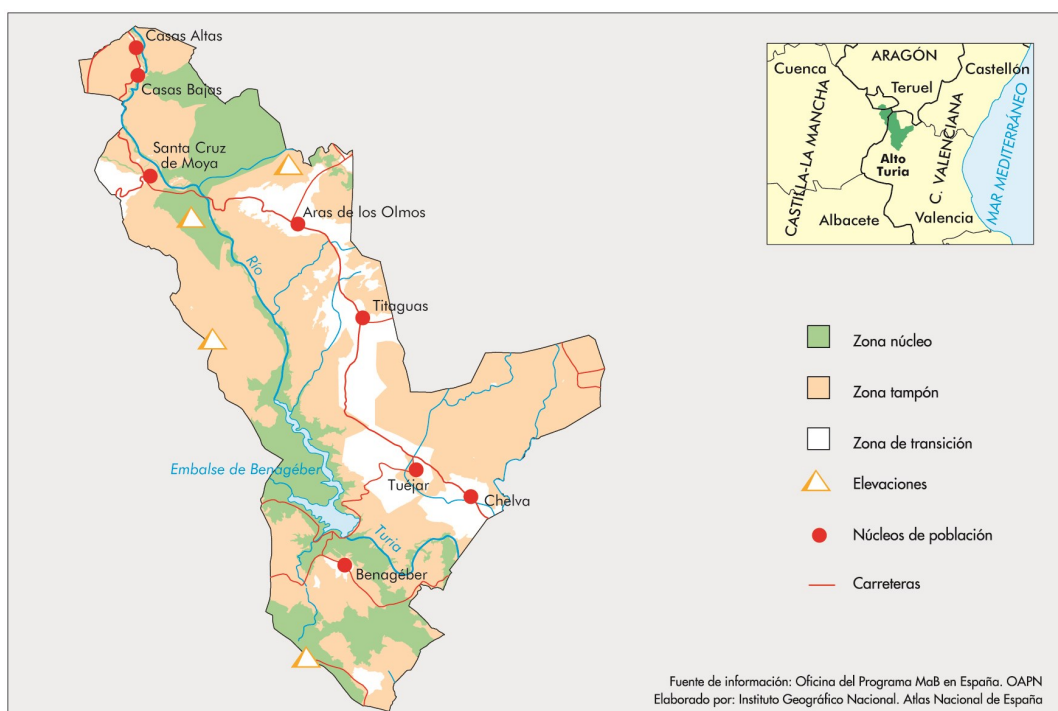 Casas Altas
Casas Bajas
Santa Cruz
de Moya
Aras de los Olmos
Río
Titaguas
Embalse de Benagéber
Tuéjar
Chelva
Turia
Benagéber
ARAGÓN
Cuenca
Castellón
Teruel
CASTILLA-LA MANCHA
Alto
Turia
C. VALENCIANA
MAR MEDITERRÁNEO
Albacete
Valencia
Zona núcleo
Zona tampón
Zona de transición
Elevaciones
Núcleos de población
Carreteras
Fuente de información: Oficina del Programa MaB en España. OAPN
Elaborado por: Instituto Geográfico Nacional. Atlas Nacional de España